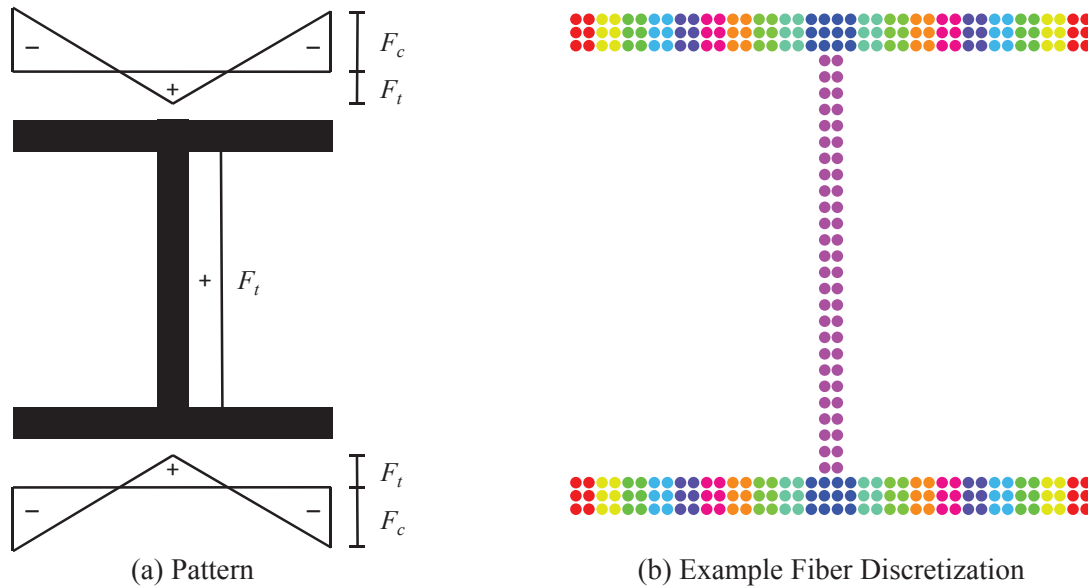 − − F_c
+ F_t
+ F_t
+ F_t
− − F_c
(a) Pattern
(b) Example Fiber Discretization